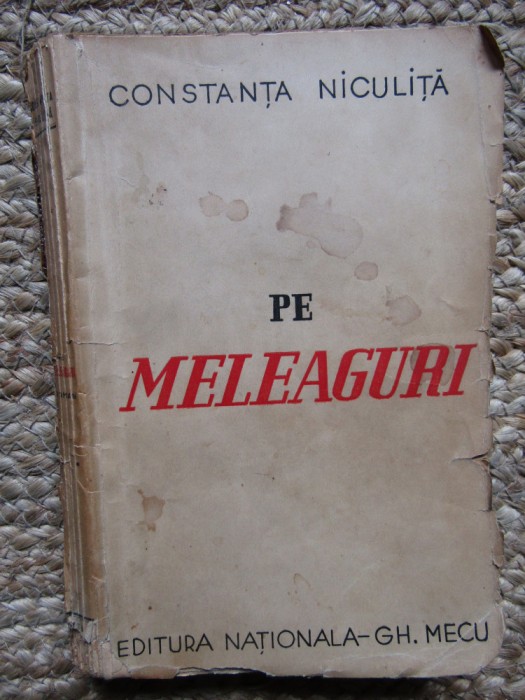 CONSTANȚA NICULIȚĂ
PE
MELEAGURI
EDITURA NAȚIONALA-GH. MECU